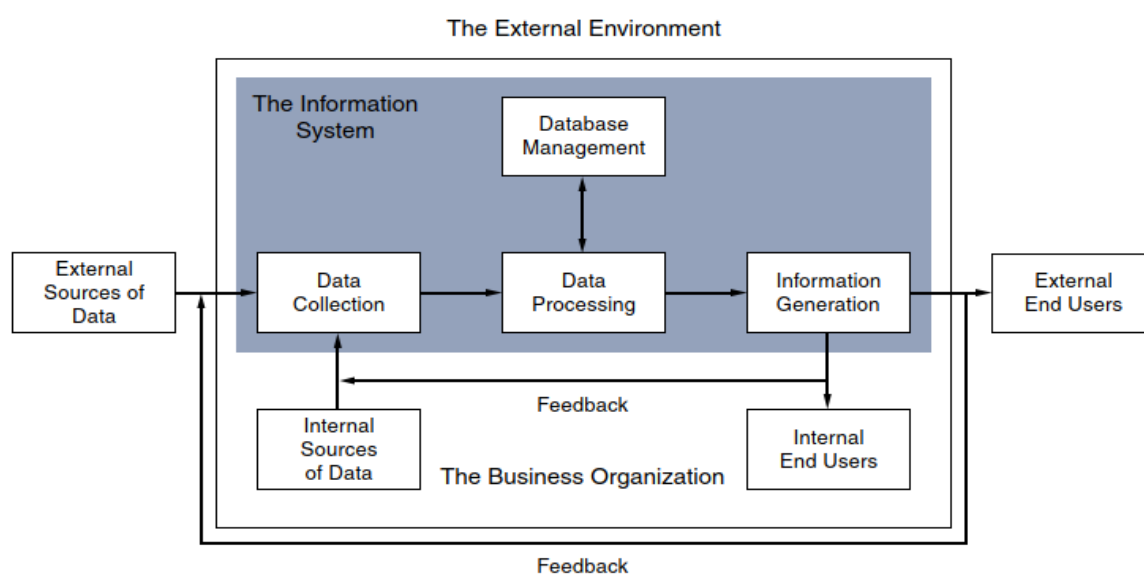 The External Environment
The Information
System
Database
Management
External
Sources of
Data
Data
Collection
Data
Processing
Information
Generation
External
End Users
Feedback
Internal
Sources
of Data
Internal
End Users
The Business Organization
Feedback